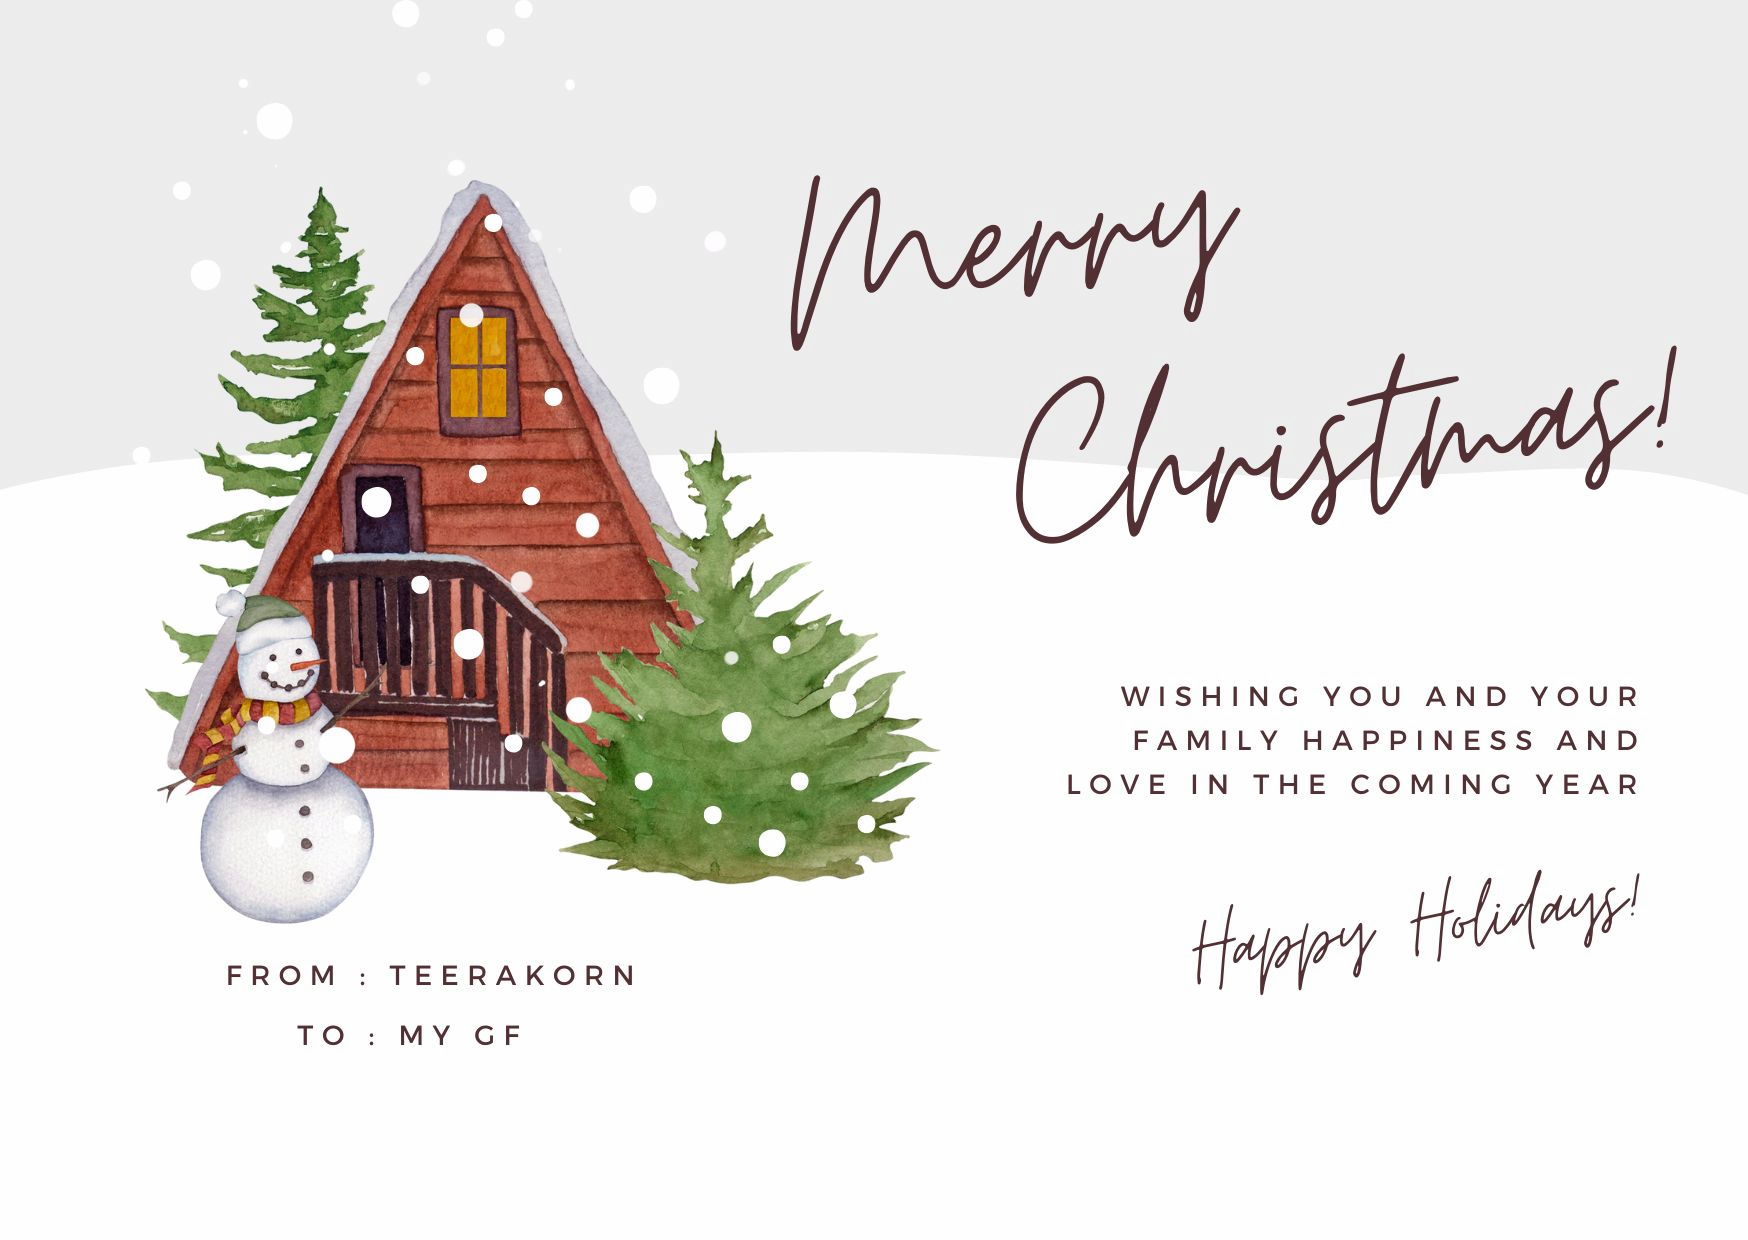 Merry
Christmas!
WISHING YOU AND YOUR
FAMILY HAPPINESS AND
LOVE IN THE COMING YEAR
Happy Holidays!
FROM : TEERAKORN
TO : MY GF